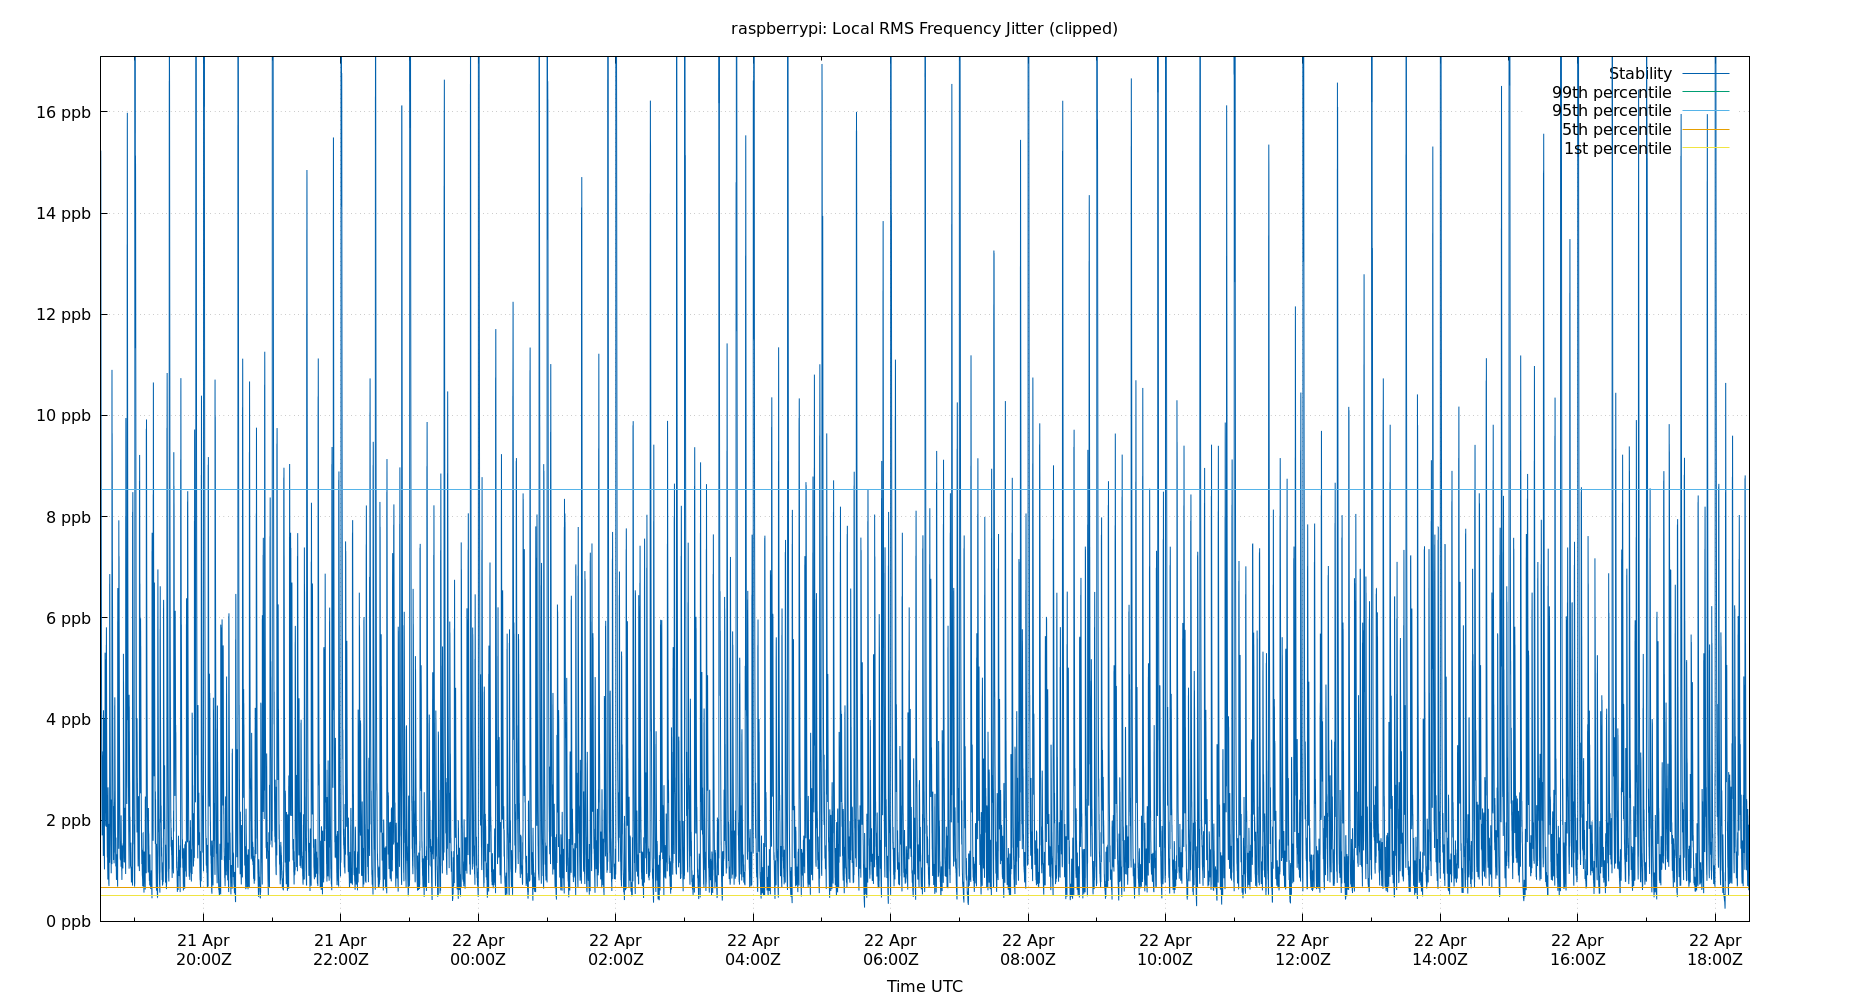 raspberrypi: Local RMS Frequency Jitter (clipped)
Stability
99th percentile
95th percentile
5th percentile
1st percentile
16 ppb
14 ppb
12 ppb
10 ppb
8 ppb
6 ppb
4 ppb
2 ppb
0 ppb
21 Apr 21 Apr 22 Apr 22 Apr 22 Apr 22 Apr 22 Apr 22 Apr 22 Apr 22 Apr 22 Apr 22 Apr
20:00Z 22:00Z 00:00Z 02:00Z 04:00Z 06:00Z 08:00Z 10:00Z 12:00Z 14:00Z 16:00Z 18:00Z
Time UTC